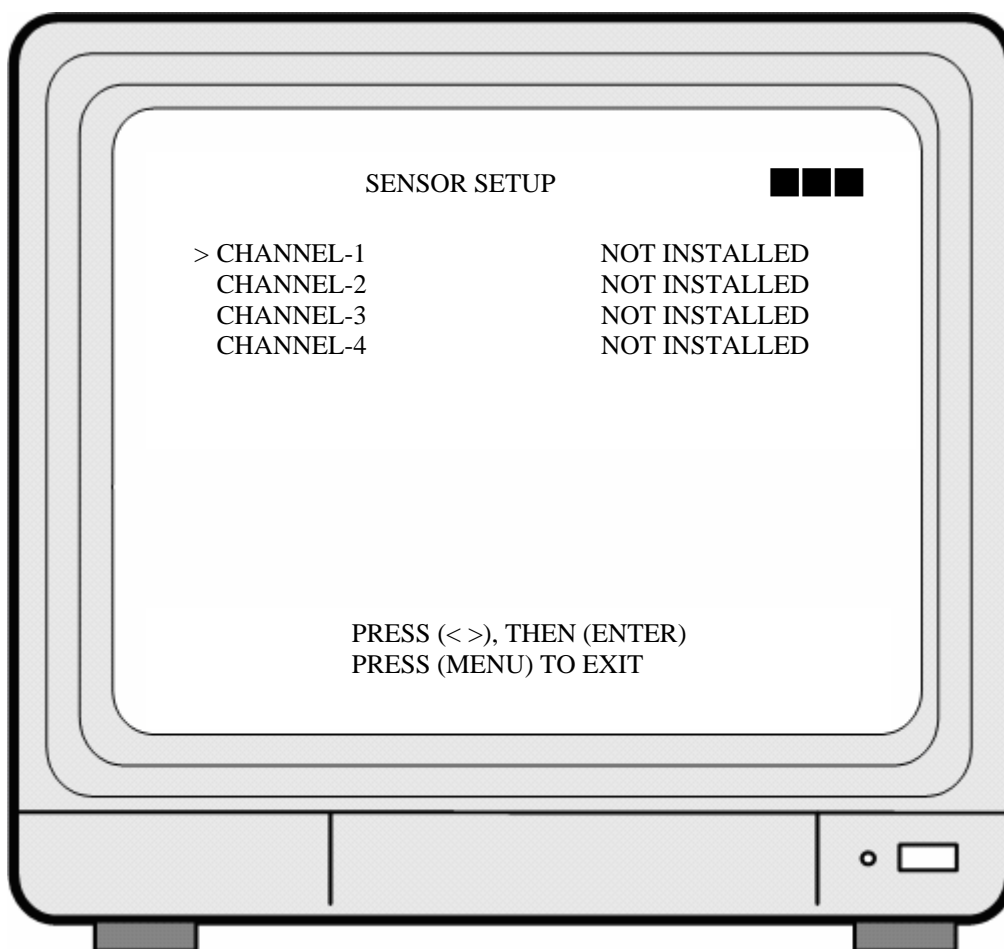 SENSOR SETUP
> CHANNEL-1 NOT INSTALLED
CHANNEL-2 NOT INSTALLED
CHANNEL-3 NOT INSTALLED
CHANNEL-4 NOT INSTALLED
PRESS (< >), THEN (ENTER)
PRESS (MENU) TO EXIT